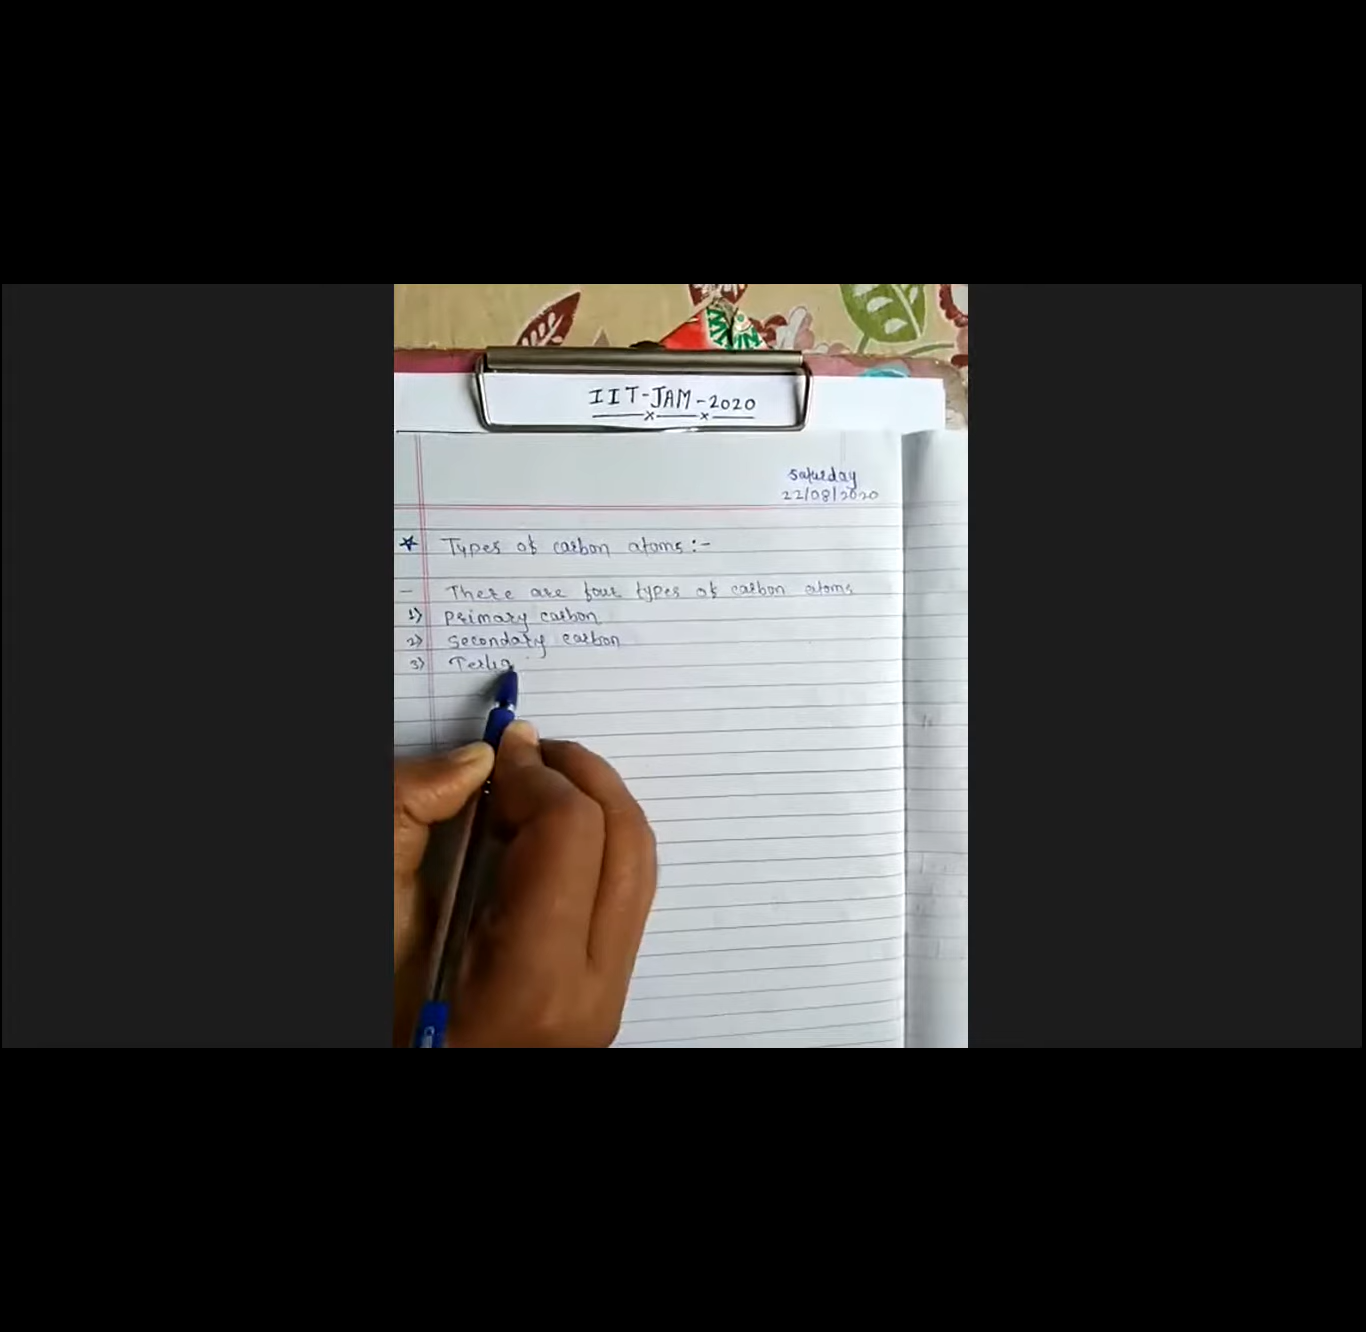 IIT-JAM-2020
Saturday
22/08/2020
Types of carbon atoms :-
- There are four types of carbon atoms
1) Primary carbon
2) Secondary carbon
3) Tertia